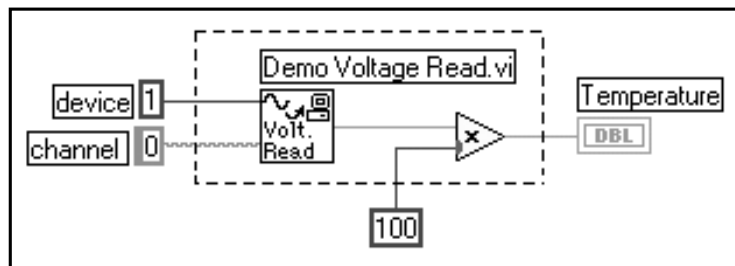 Demo Voltage Read.vi
device 1
Volt.
Read
channel 0
x
Temperature
DBL
100